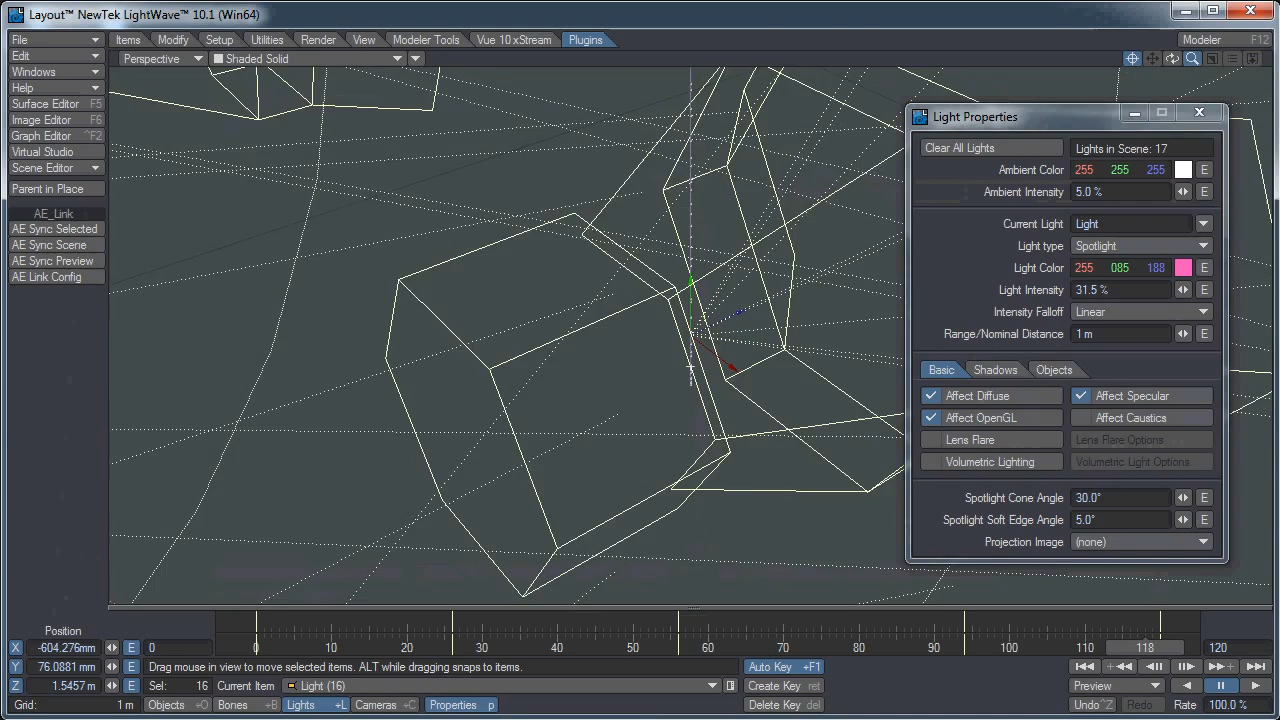 Layout™ NewTek LightWave™ 10.1 (Win64)
File Items Modify Setup Utilities Render View Modeler Tools Vue 10 xStream Plugins Modeler F12
Edit Perspective Shaded Solid
Windows
Help
Surface Editor F5
Image Editor F6
Graph Editor ^F2
Virtual Studio
Scene Editor
Parent in Place
AE_Link
AE Sync Selected
AE Sync Scene
AE Sync Preview
AE Link Config
Light Properties
Clear All Lights Lights in Scene: 17
Ambient Color 255 255 255 E
Ambient Intensity 5.0 % E
Current Light Light
Light type Spotlight
Light Color 255 085 188 E
Light Intensity 31.5 % E
Intensity Falloff Linear
Range/Nominal Distance 1 m E
Basic Shadows Objects
Affect Diffuse Affect Specular
Affect OpenGL Affect Caustics
Lens Flare Lens Flare Options
Volumetric Lighting Volumetric Light Options
Spotlight Cone Angle 30.0° E
Spotlight Soft Edge Angle 5.0° E
Projection Image (none)
Position
X -604.276mm E 0 0 10 20 30 40 50 60 70 80 90 100 110 118 120
Y 76.0881 mm E Drag mouse in view to move selected items. ALT while dragging snaps to items. Auto Key +F1
Z 1.5457 m E Sel: 16 Current Item Light (16) Create Key ret Preview
Grid: 1 m Objects +O Bones +B Lights +L Cameras +C Properties p Delete Key del Undo ^Z Redo Rate 100.0 %